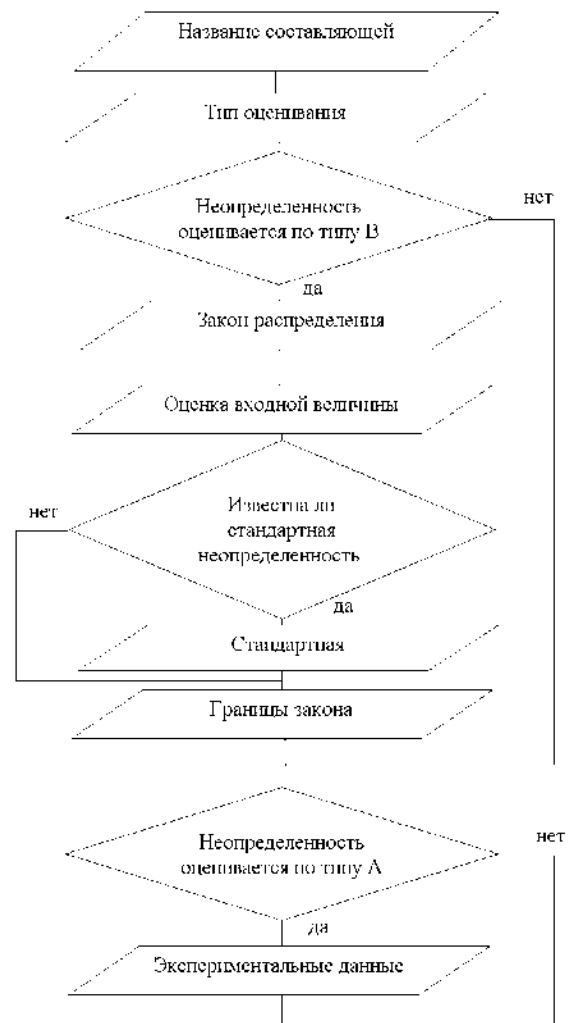 Название составляющей
Тип оценивания
нет
Неопределенность
оценивается по типу В
да
Закон распределения
Оценка входной величины
нет
Известна ли
стандартная
неопределенность
да
Стандартная
Границы закона
Неопределенность
оценивается по типу А
нет
да
Экспериментальные данные